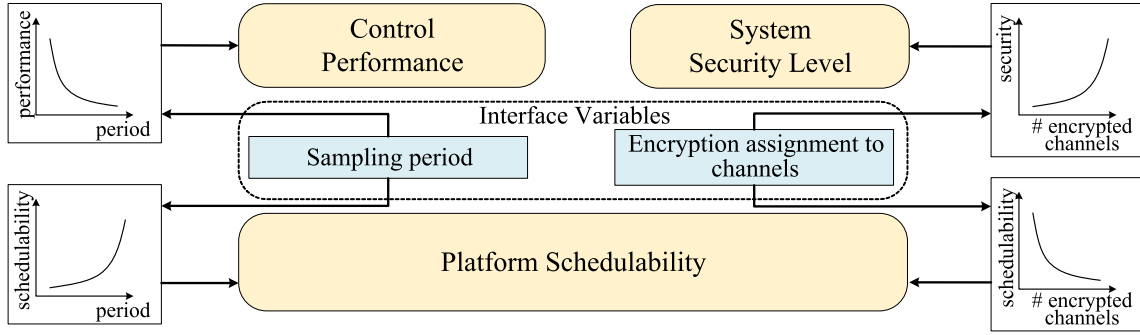 performance
period
Control
Performance
System
Security Level
security
# encrypted
channels
Interface Variables
Sampling period
Encryption assignment to
channels
schedulability
period
Platform Schedulability
schedulability
# encrypted
channels